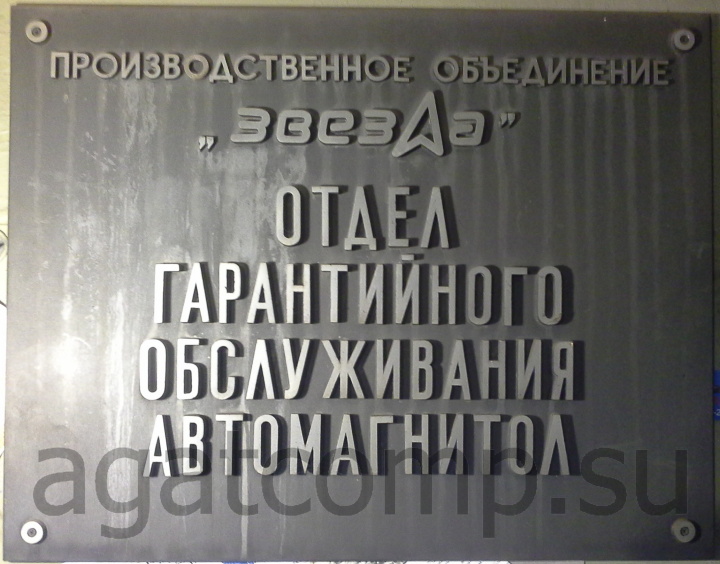 ПРОИЗВОДСТВЕННОЕ ОБЪЕДИНЕНИЕ
„звезДа”
ОТДЕЛ
ГАРАНТИЙНОГО
ОБСЛУЖИВАНИЯ
АВТОМАГНИТОЛ
agatcomp.su